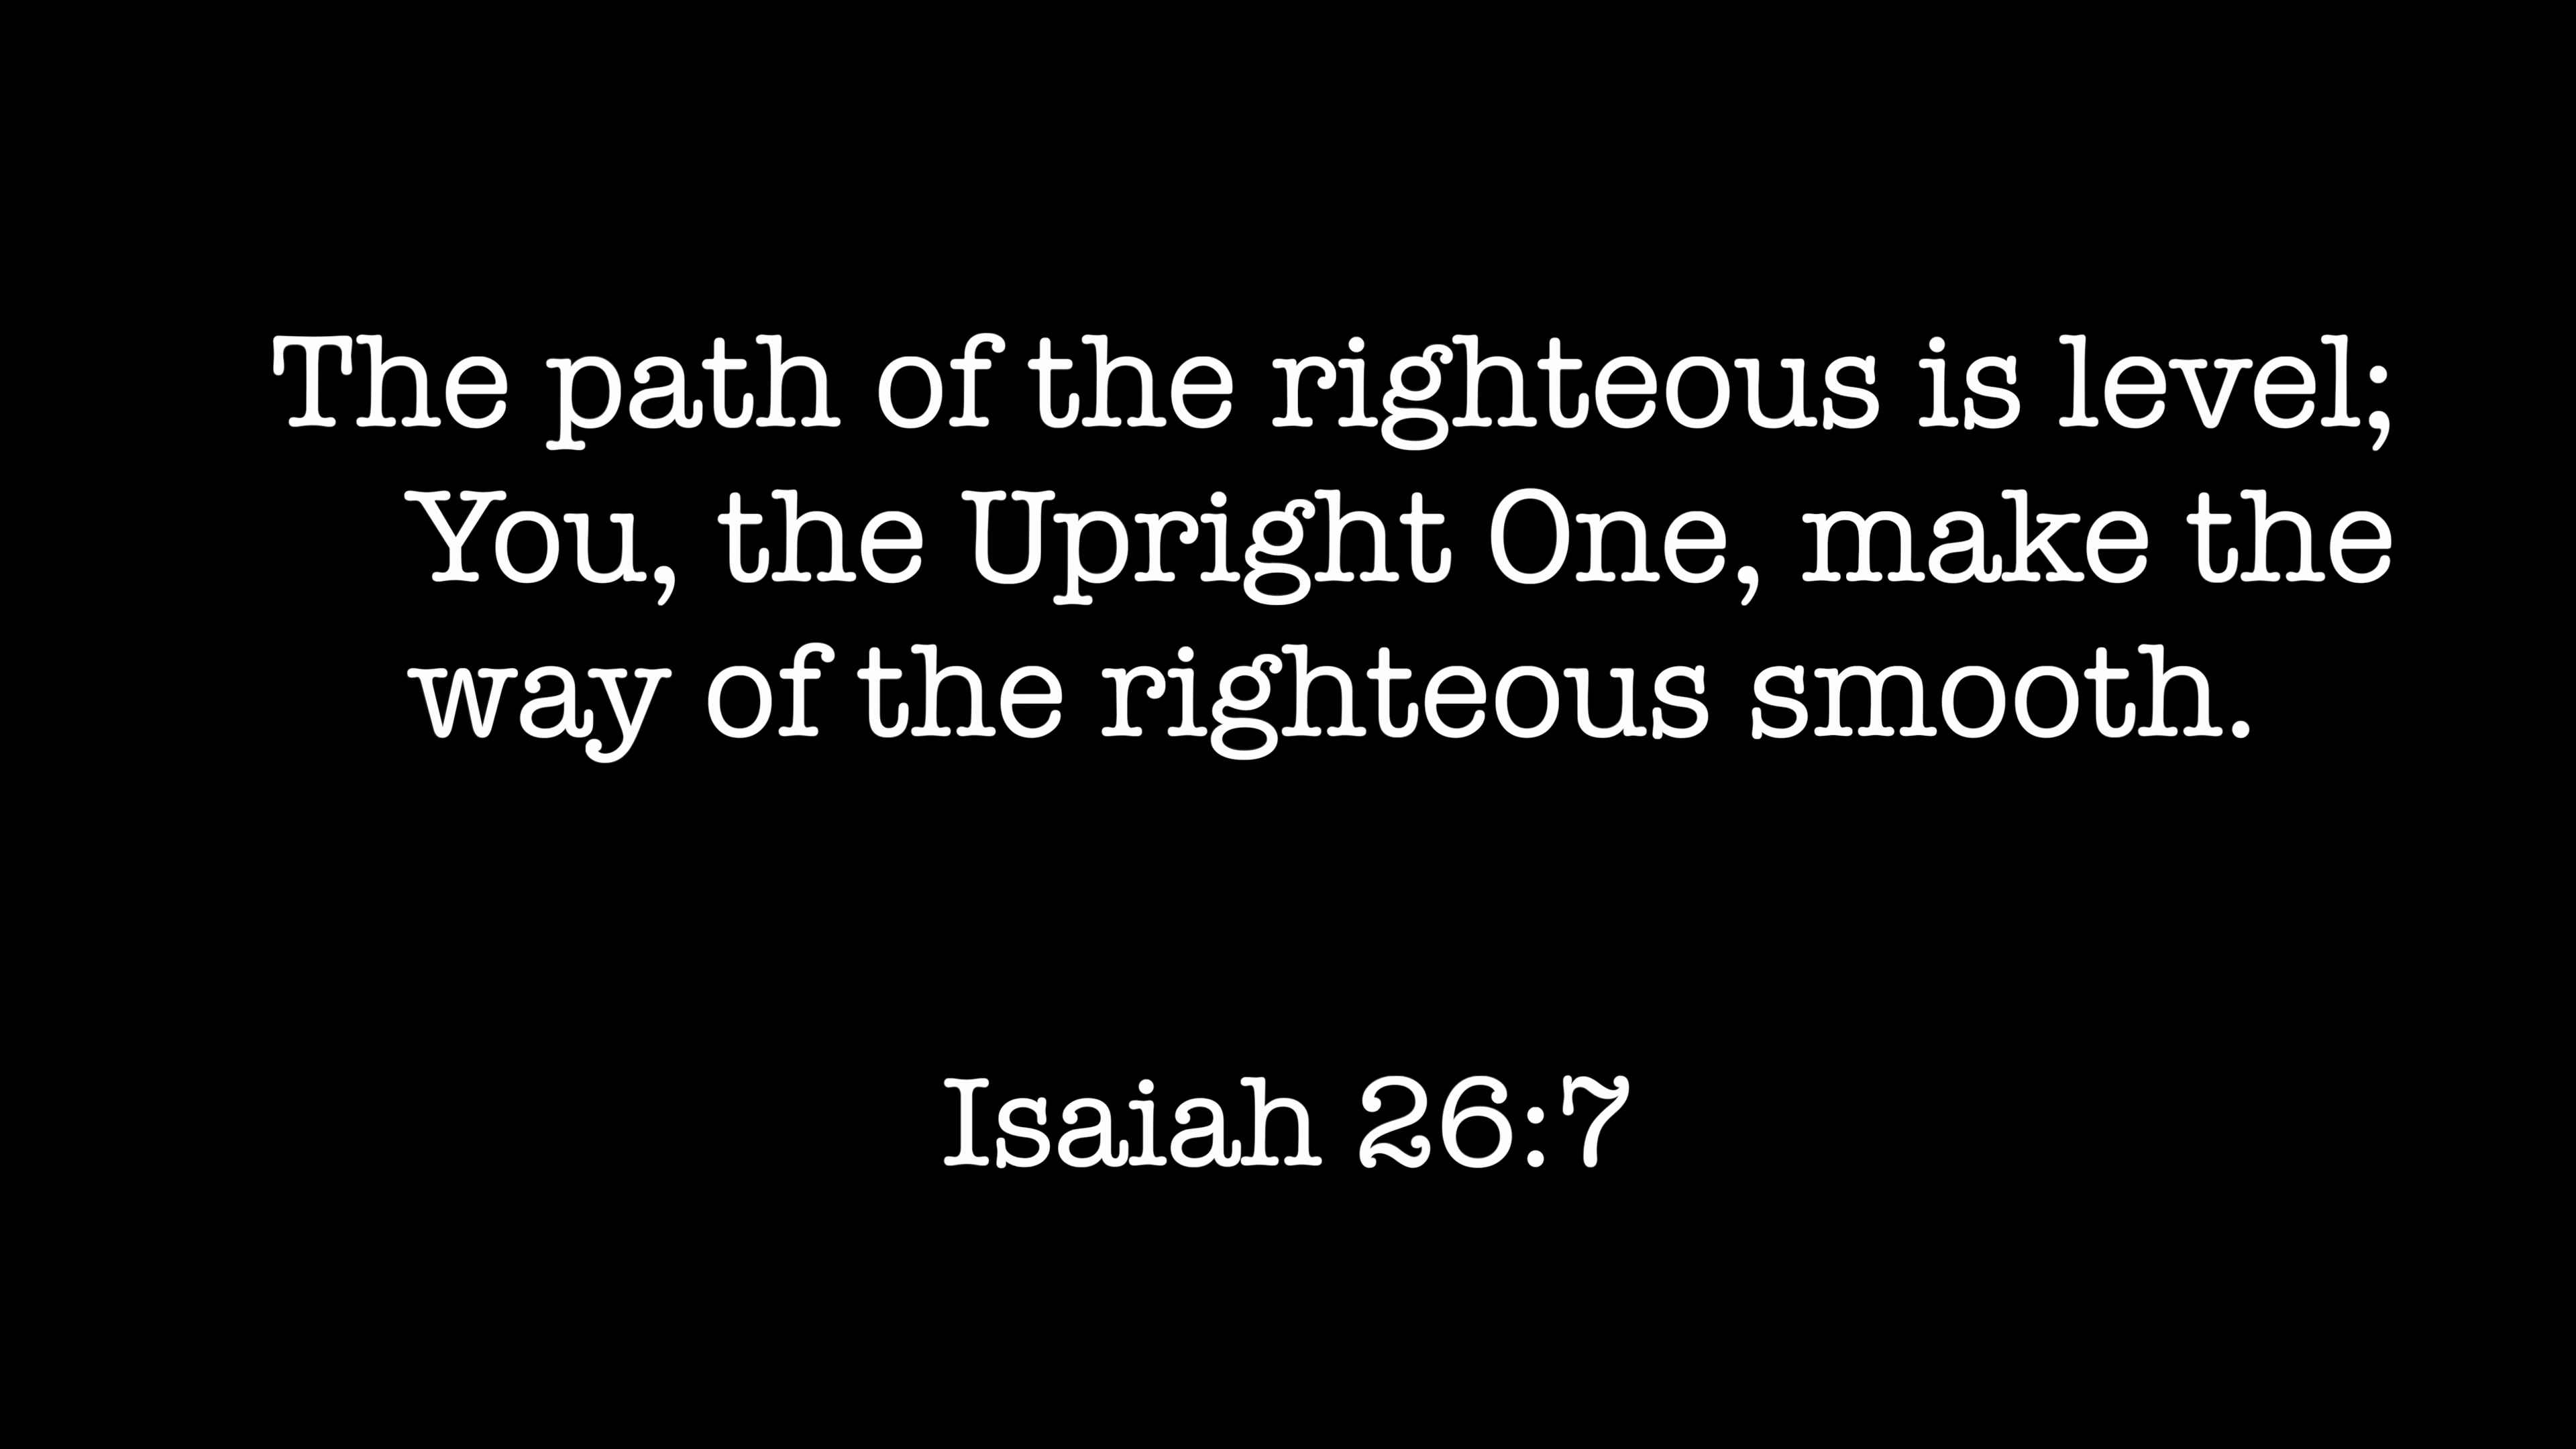 The path of the righteous is level;
You, the Upright One, make the
way of the righteous smooth.
Isaiah 26:7